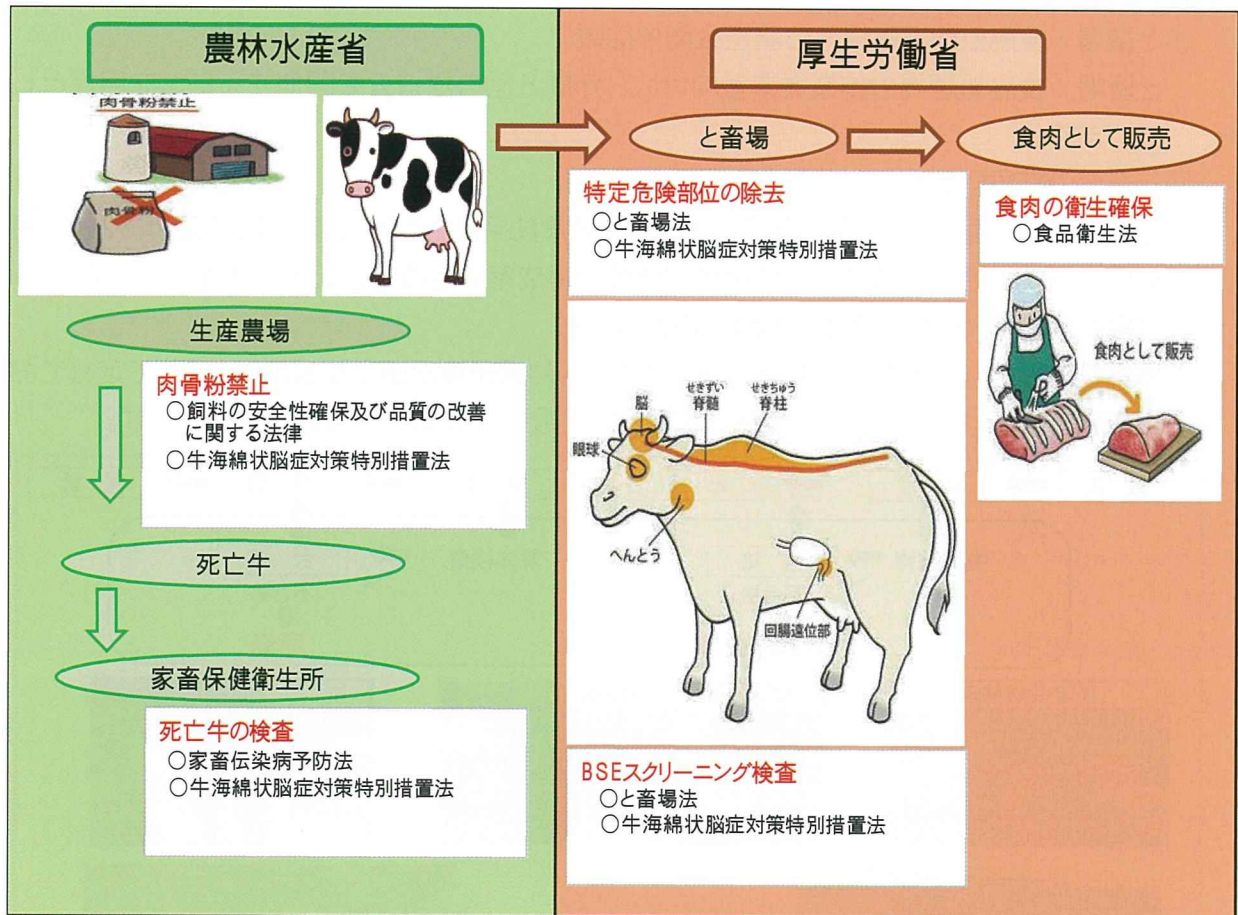 農林水産省
肉骨粉禁止
肉骨粉
生産農場
肉骨粉禁止
○飼料の安全性確保及び品質の改善
に関する法律
○牛海綿状脳症対策特別措置法
死亡牛
家畜保健衛生所
死亡牛の検査
○家畜伝染病予防法
○牛海綿状脳症対策特別措置法
厚生労働省
と畜場
特定危険部位の除去
○と畜場法
○牛海綿状脳症対策特別措置法
脳
せきずい
脊髄
せきちゅう
脊柱
眼球
へんとう
回腸遠位部
BSEスクリーニング検査
○と畜場法
○牛海綿状脳症対策特別措置法
食肉として販売
食肉の衛生確保
○食品衛生法
食肉として販売